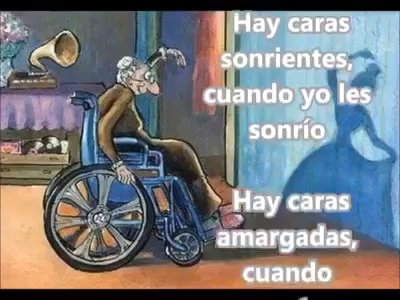 Hay caras
sonrientes,
cuando yo les
sonrío
Hay caras
amargadas,
cuando